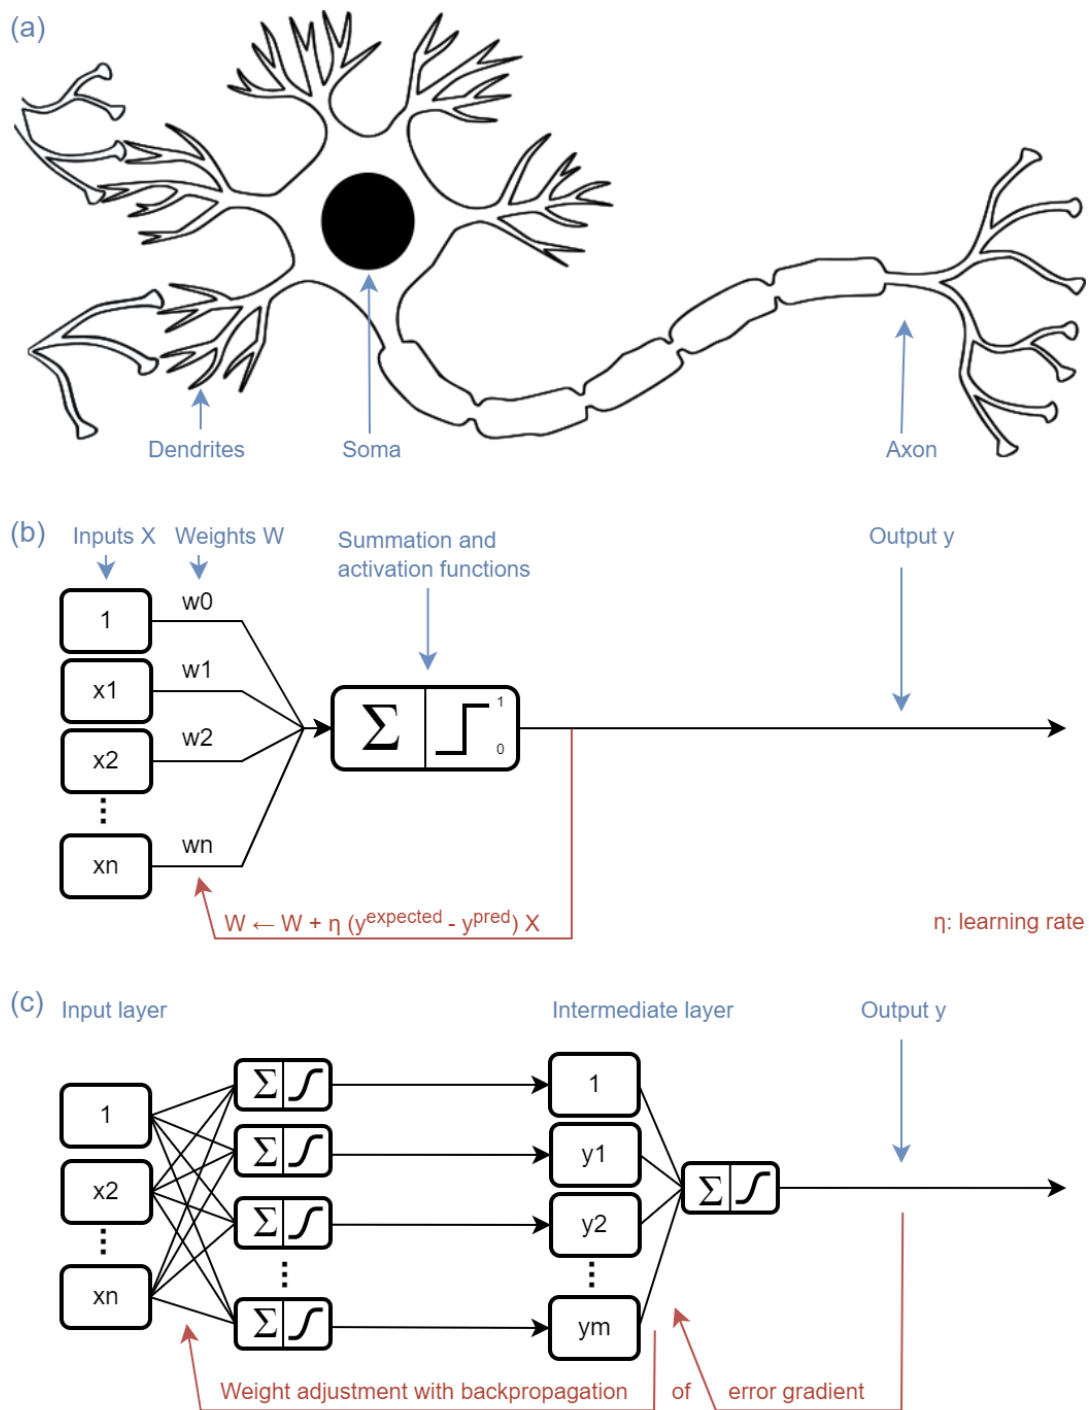 (a)
Dendrites
Soma
Axon
(b)
Inputs X
Weights W
Summation and
activation functions
Output y
1
w0
x1
w1
x2
w2
xn
wn
Σ
1
0
W ← W + η (y^expected - y^pred) X
η: learning rate
(c)
Input layer
Intermediate layer
Output y
1
x2
xn
Σ
Σ
Σ
Σ
1
y1
y2
ym
Σ
Weight adjustment with backpropagation of error gradient